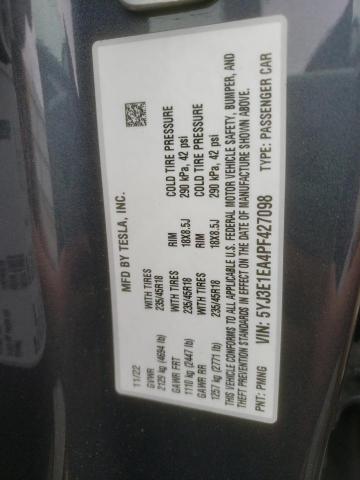 MFD BY TESLA, INC.
11/22
GVWR
2129 kg (4694 lb)
GAWR FRT WITH TIRES RIM COLD TIRE PRESSURE
1110 kg (2447 lb) 235/45R18 18X8.5J 290 kPa, 42 psi
GAWR RR WITH TIRES RIM COLD TIRE PRESSURE
1257 kg (2771 lb) 235/45R18 18X8.5J 290 kPa, 42 psi
THIS VEHICLE CONFORMS TO ALL APPLICABLE U.S. FEDERAL MOTOR VEHICLE SAFETY, BUMPER, AND
THEFT PREVENTION STANDARDS IN EFFECT ON THE DATE OF MANUFACTURE SHOWN ABOVE.
VIN: 5YJ3E1EA4PF427098 TYPE: PASSENGER CAR
PNT: PMNG